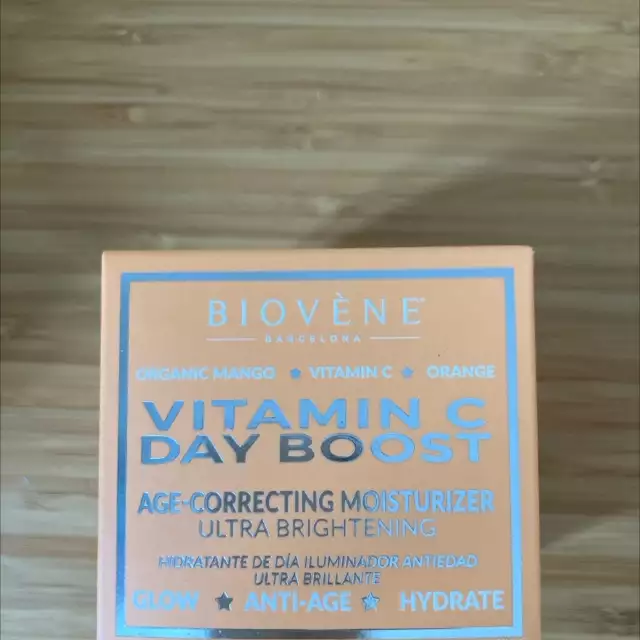 BIOVÈNE
BARCELONA
ORGANIC MANGO ★ VITAMIN C ★ ORANGE
VITAMIN C
DAY BOOST
AGE-CORRECTING MOISTURIZER
ULTRA BRIGHTENING
HIDRATANTE DE DÍA ILUMINADOR ANTIEDAD
ULTRA BRILLANTE
GLOW ★ ANTI-AGE ★ HYDRATE